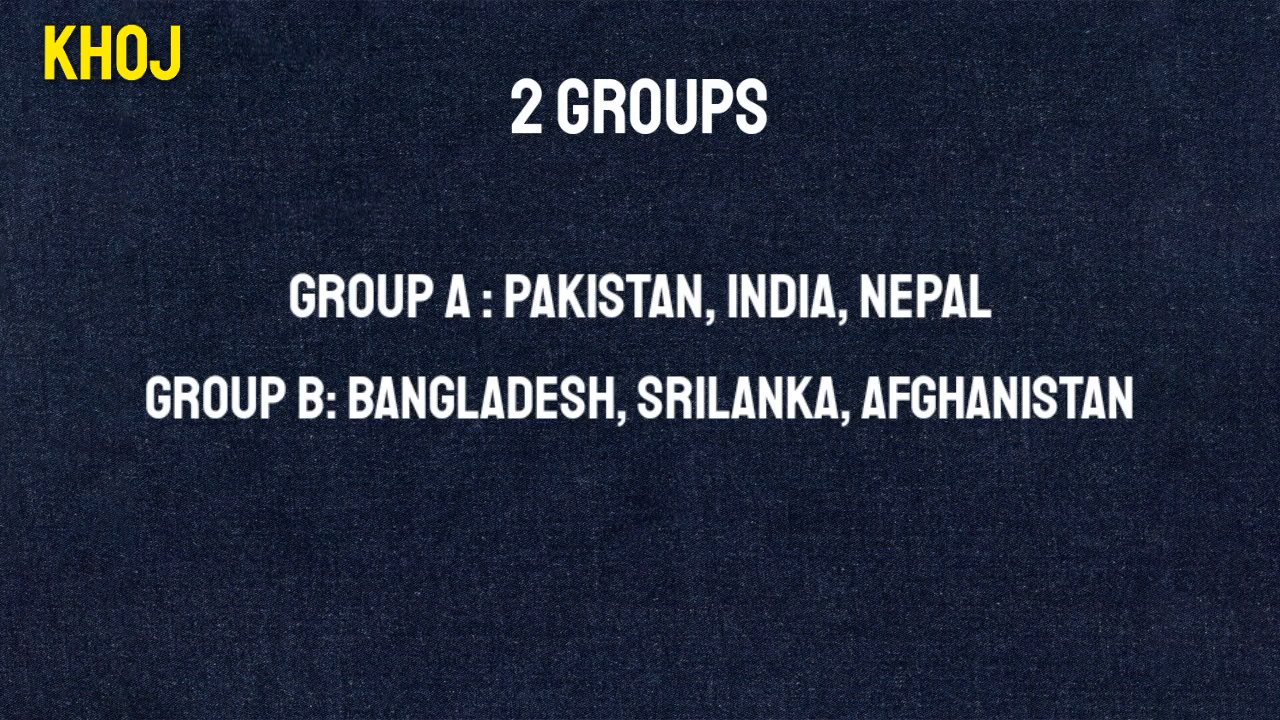 KHOJ
2 GROUPS
GROUP A : PAKISTAN, INDIA, NEPAL
GROUP B: BANGLADESH, SRILANKA, AFGHANISTAN